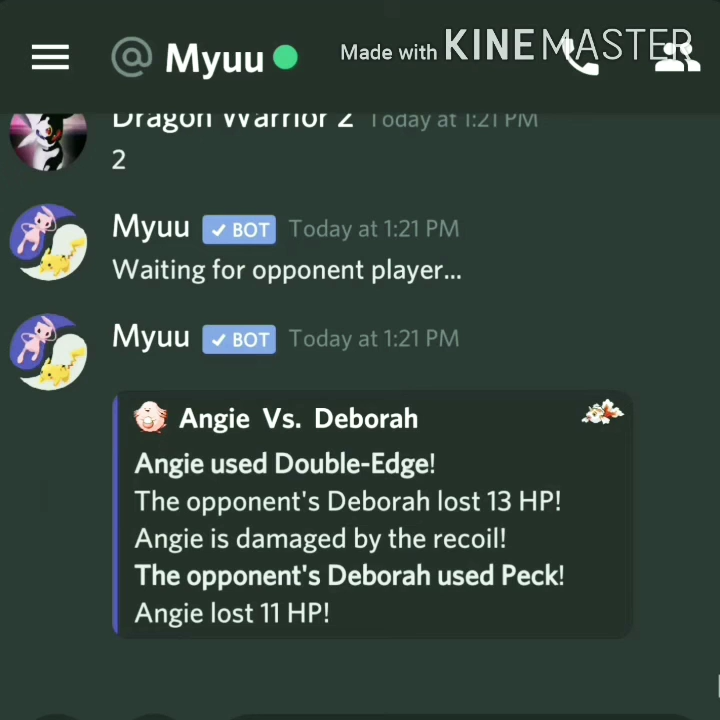 @ Myuu
Made with KINEMASTER
Dragon Warrior 2 Today at 1:21 PM
2
Myuu ✔ BOT Today at 1:21 PM
Waiting for opponent player...
Myuu ✔ BOT Today at 1:21 PM
Angie Vs. Deborah
Angie used Double-Edge!
The opponent's Deborah lost 13 HP!
Angie is damaged by the recoil!
The opponent's Deborah used Peck!
Angie lost 11 HP!